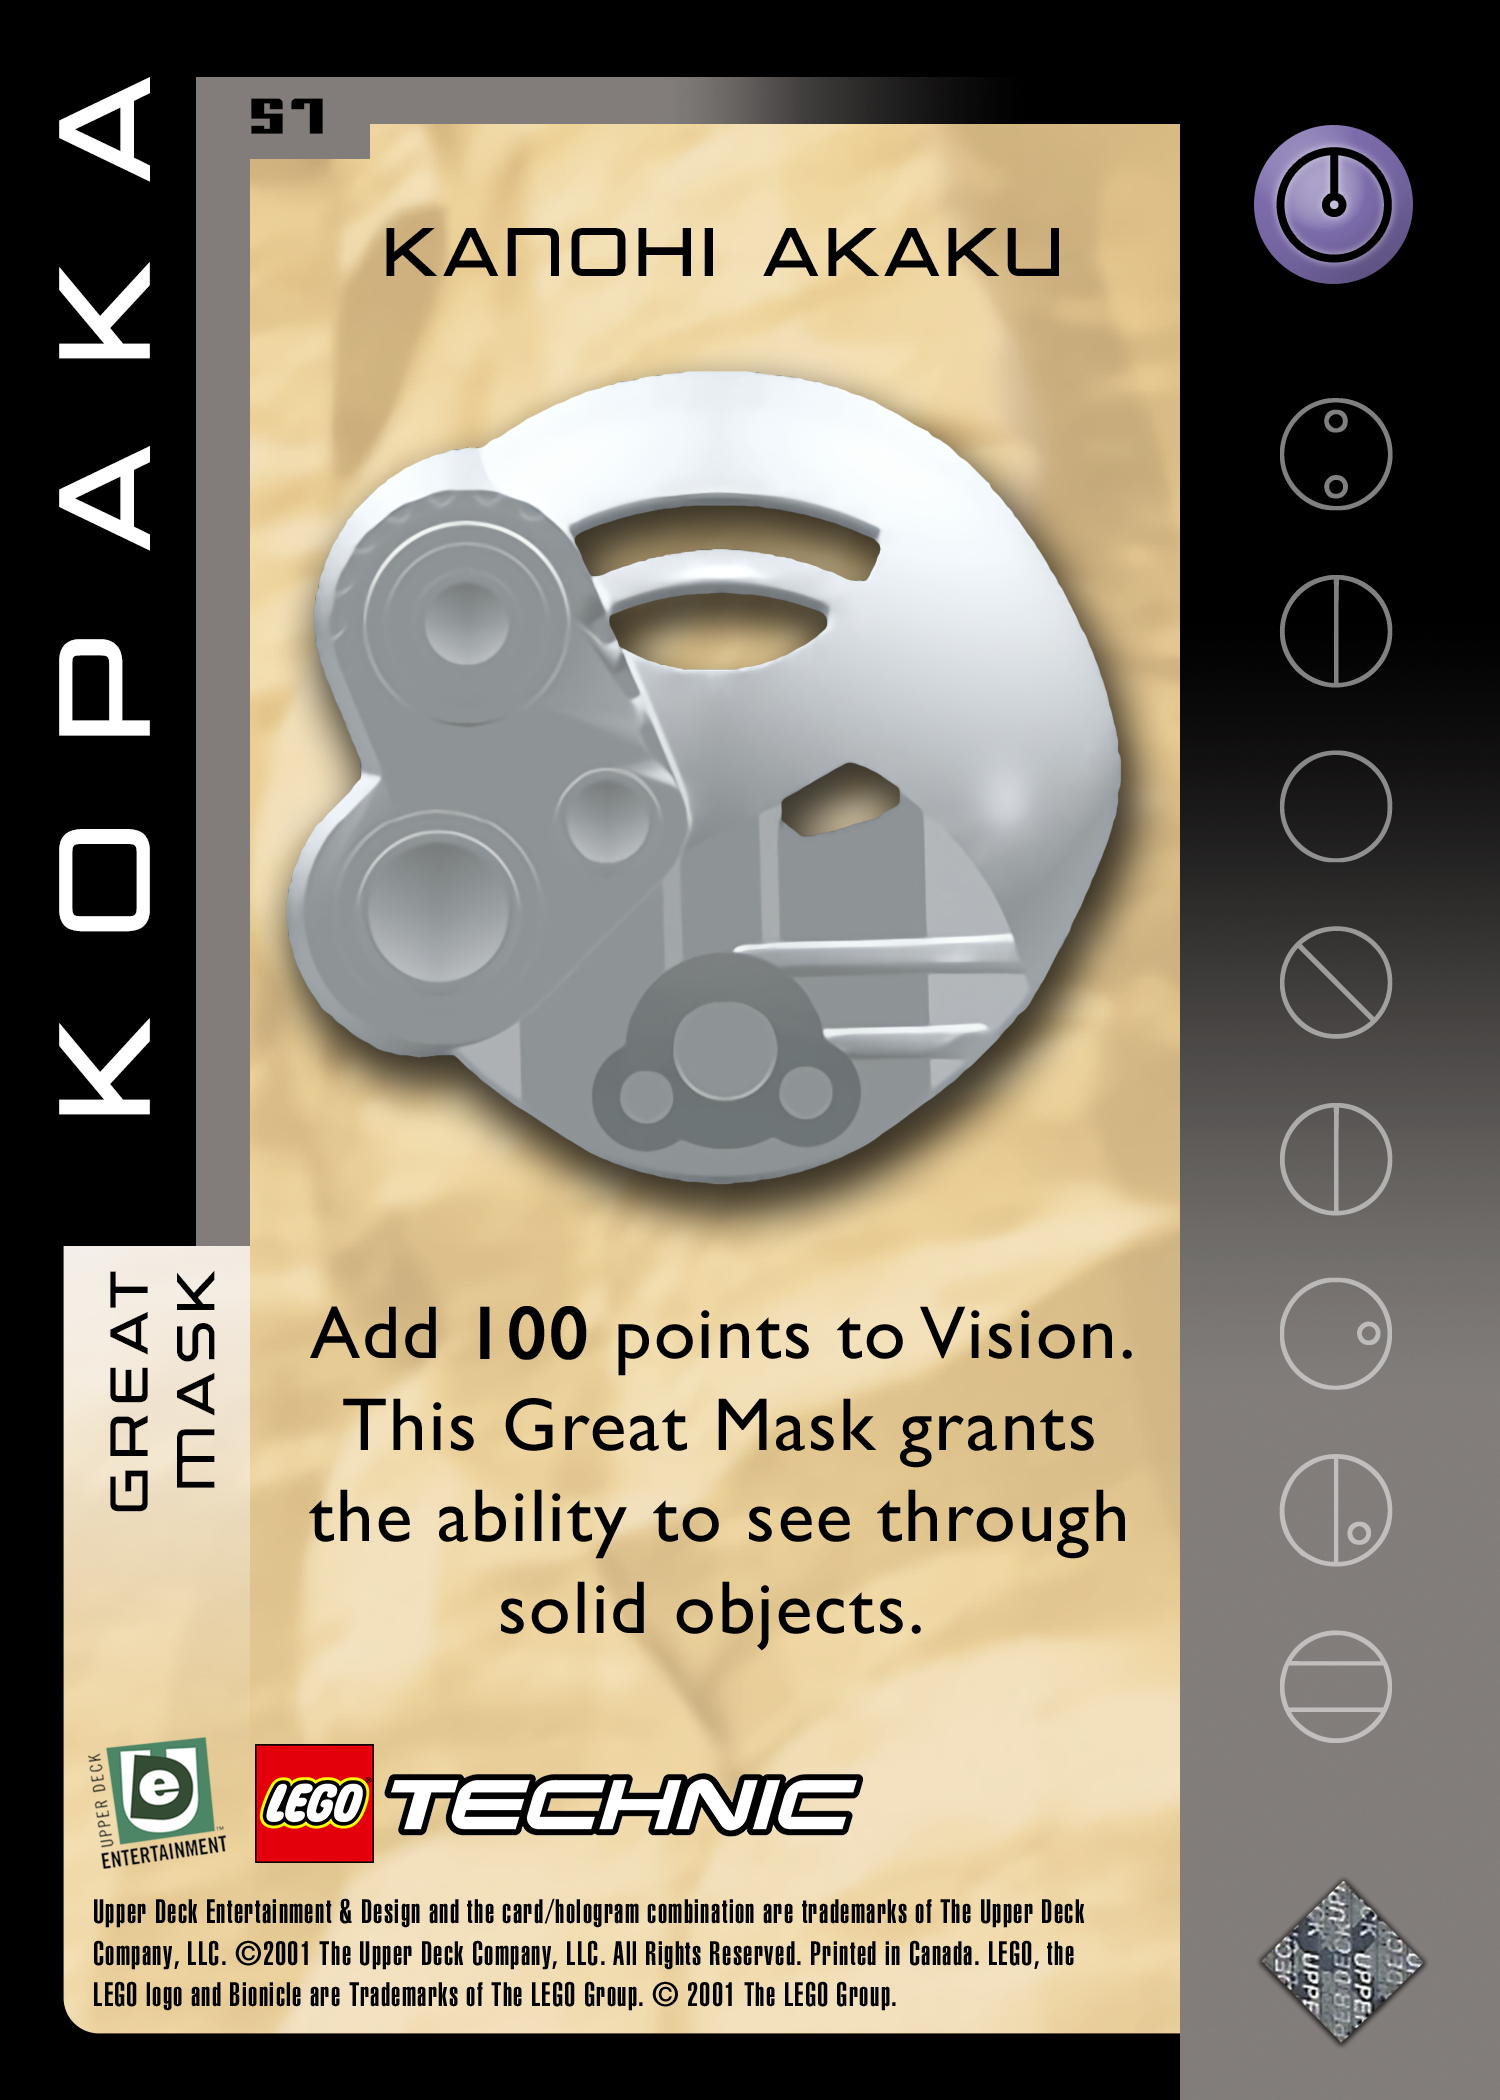 57
KOPAKA
KANOHI AKAKU
GREAT
MASK
Add 100 points to Vision.
This Great Mask grants
the ability to see through
solid objects.
UPPER DECK
ENTERTAINMENT
LEGO TECHNIC
Upper Deck Entertainment & Design and the card/hologram combination are trademarks of The Upper Deck
Company, LLC. ©2001 The Upper Deck Company, LLC. All Rights Reserved. Printed in Canada. LEGO, the
LEGO logo and Bionicle are Trademarks of The LEGO Group. © 2001 The LEGO Group.